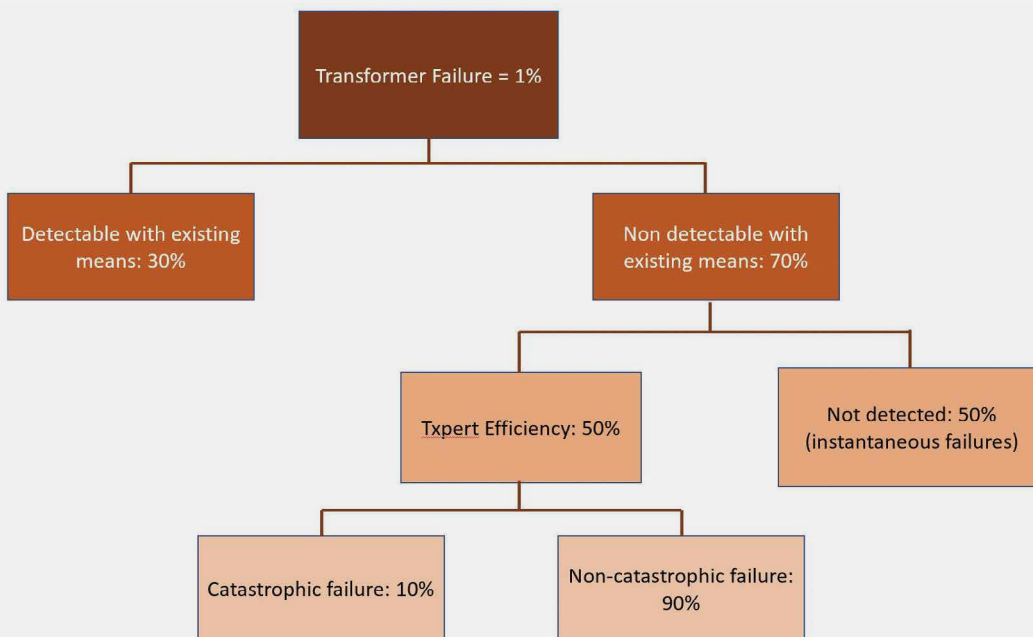 Transformer Failure = 1%
Detectable with existing
means: 30%
Non detectable with
existing means: 70%
Txpert Efficiency: 50%
Not detected: 50%
(instantaneous failures)
Catastrophic failure: 10%
Non-catastrophic failure:
90%